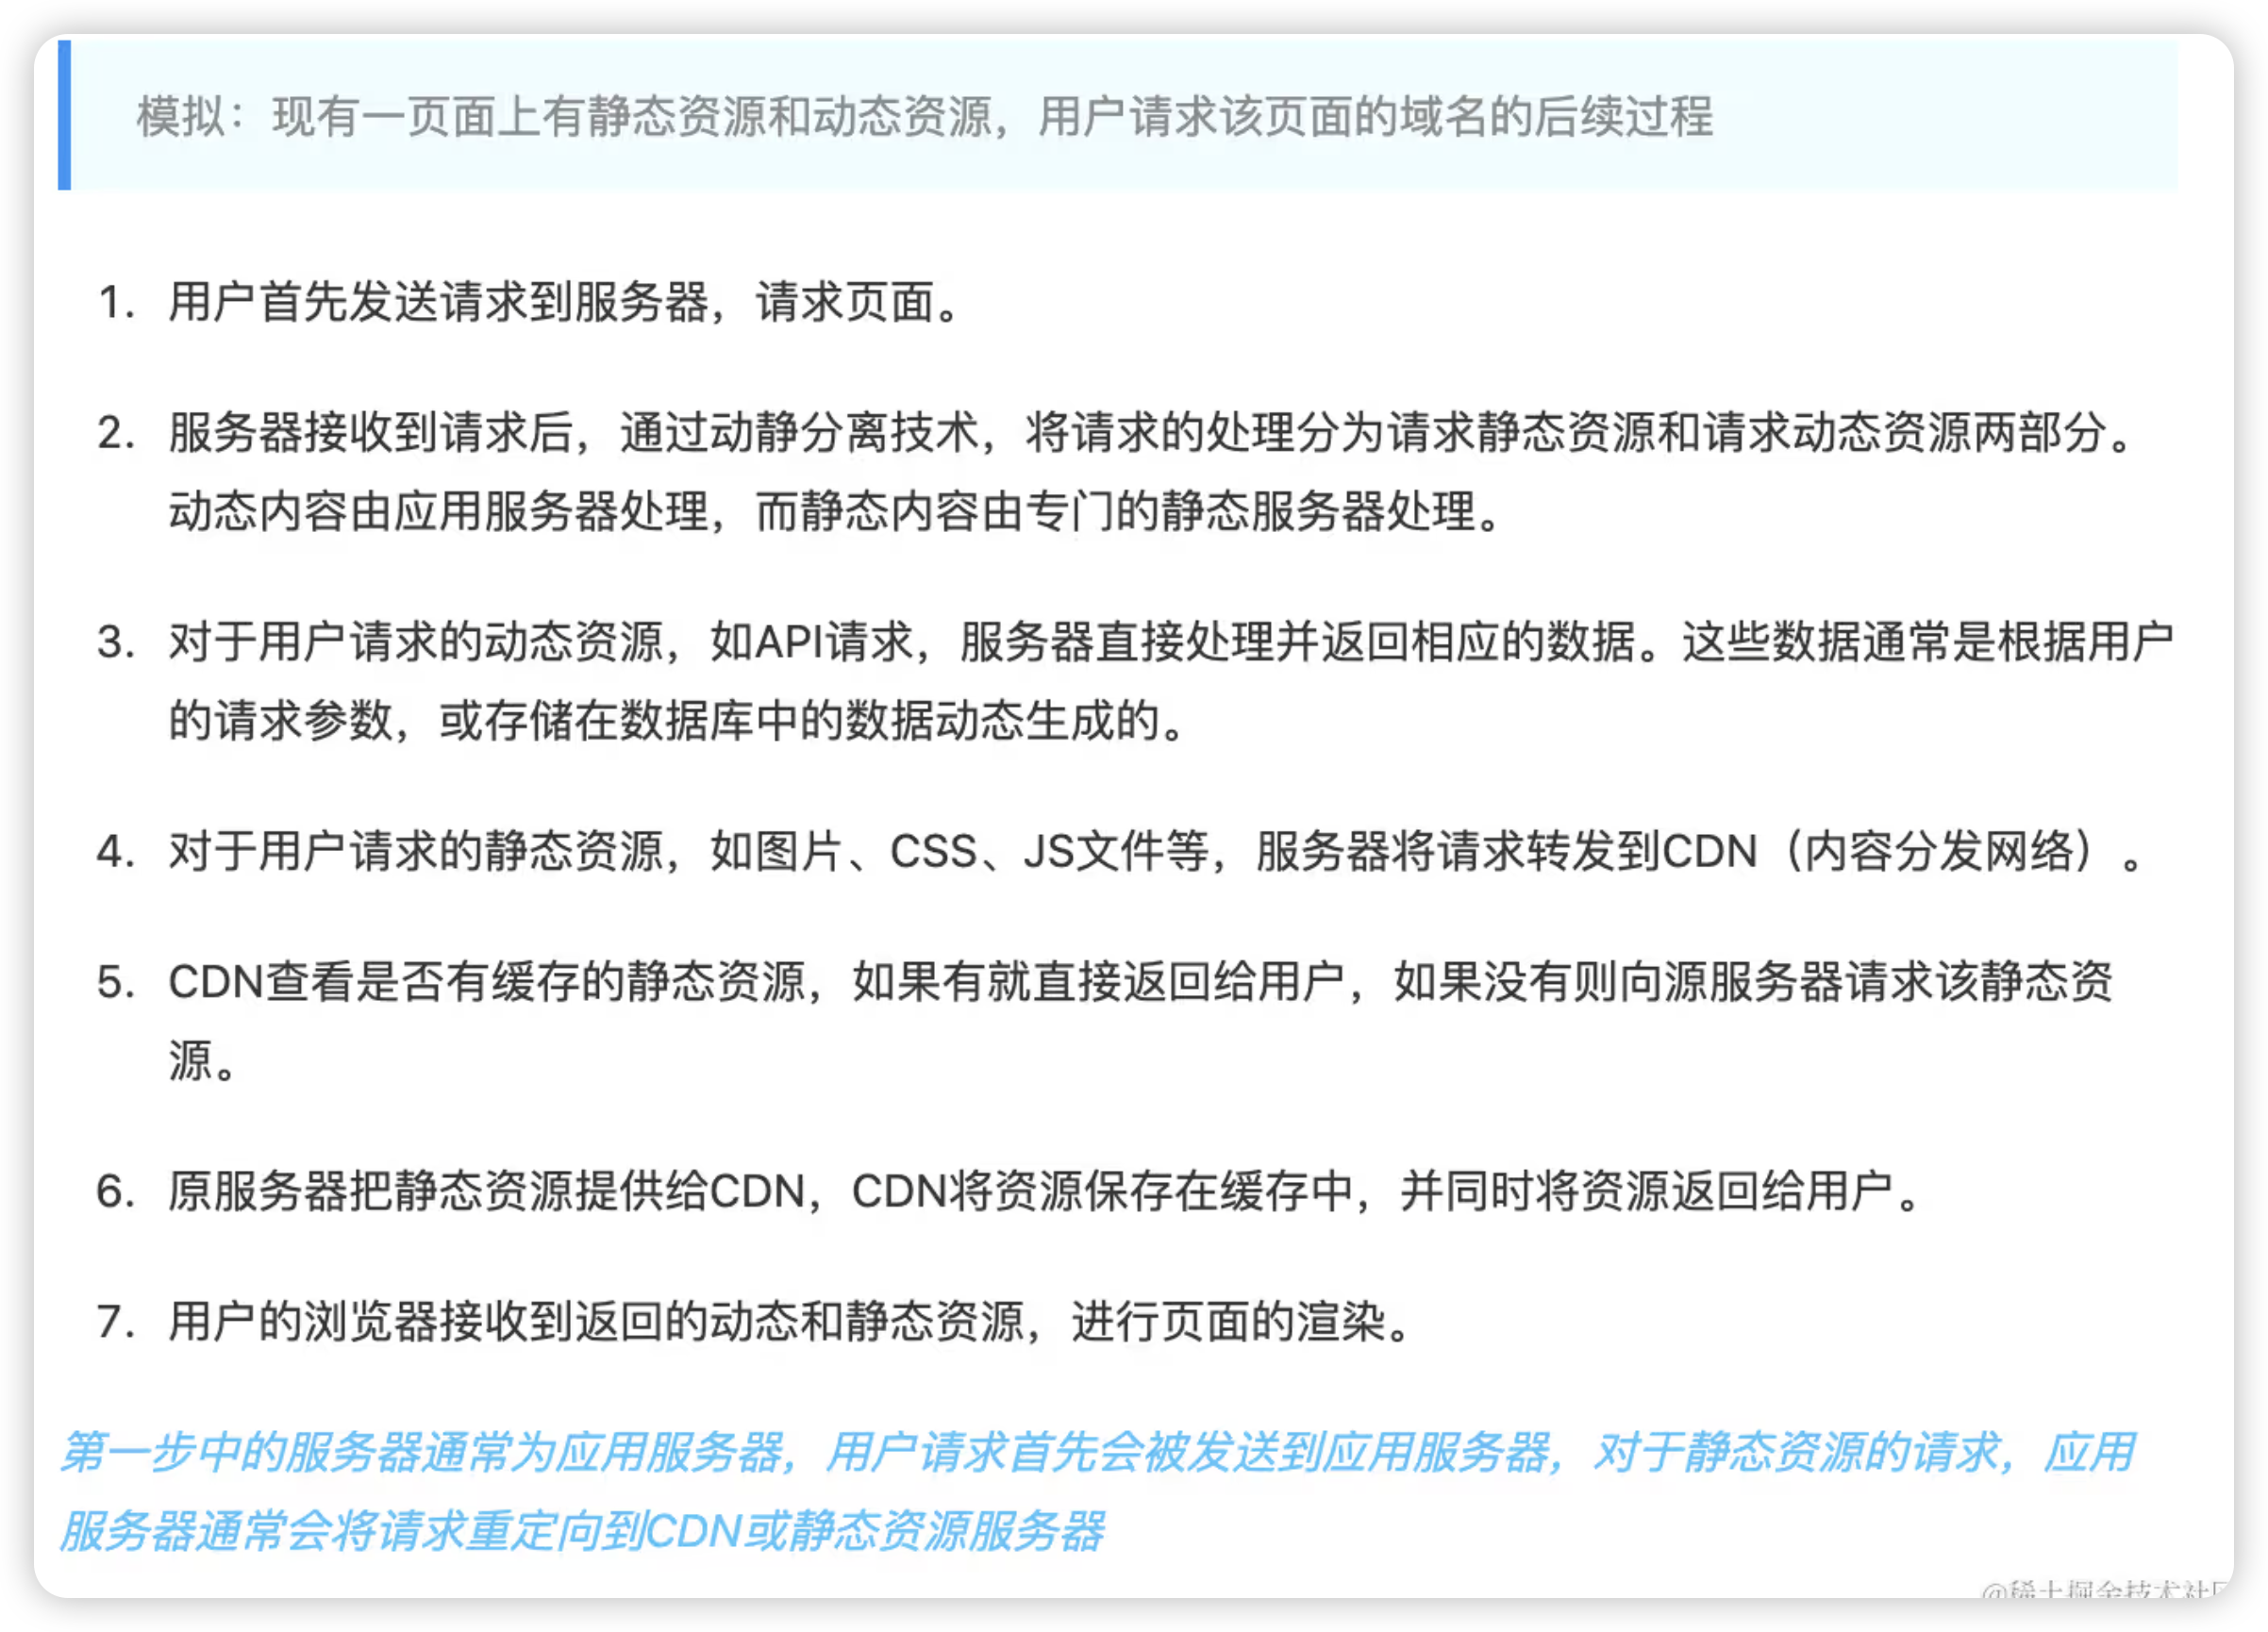 模拟：现有一页面上有静态资源和动态资源，用户请求该页面的域名的后续过程
1. 用户首先发送请求到服务器，请求页面。
2. 服务器接收到请求后，通过动静分离技术，将请求的处理分为请求静态资源和请求动态资源两部分。
动态内容由应用服务器处理，而静态内容由专门的静态服务器处理。
3. 对于用户请求的动态资源，如API请求，服务器直接处理并返回相应的数据。这些数据通常是根据用户
的请求参数，或存储在数据库中的数据动态生成的。
4. 对于用户请求的静态资源，如图片、CSS、JS文件等，服务器将请求转发到CDN（内容分发网络）。
5. CDN查看是否有缓存的静态资源，如果有就直接返回给用户，如果没有则向源服务器请求该静态资
源。
6. 原服务器把静态资源提供给CDN，CDN将资源保存在缓存中，并同时将资源返回给用户。
7. 用户的浏览器接收到返回的动态和静态资源，进行页面的渲染。
第一步中的服务器通常为应用服务器，用户请求首先会被发送到应用服务器，对于静态资源的请求，应用
服务器通常会将请求重定向到CDN或静态资源服务器
@稀土掘金技术社区